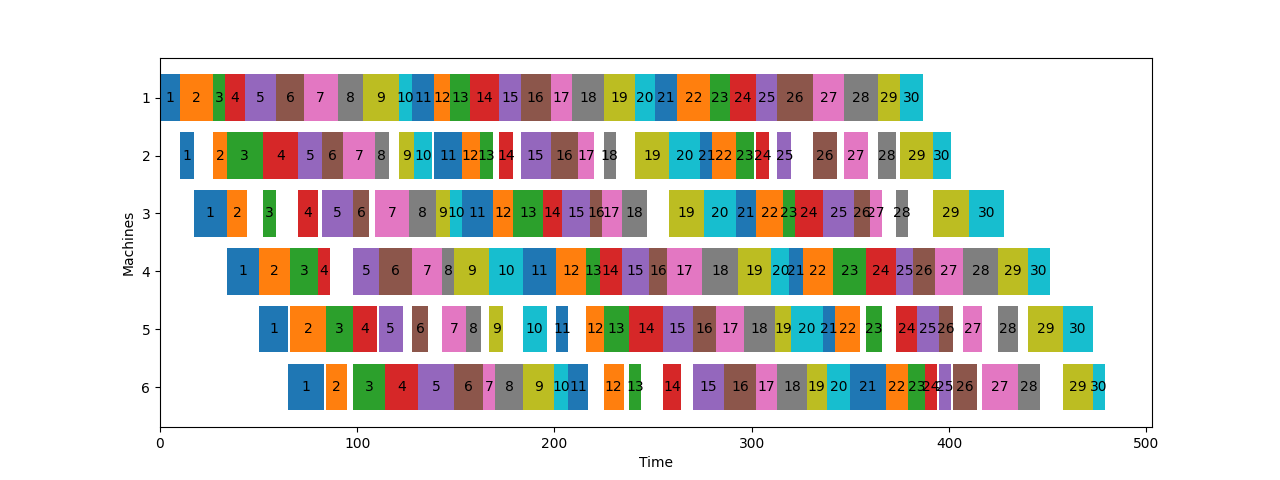 1 1 2 3 4 5 6 7 8 9 10 11 12 13 14 15 16 17 18 19 20 21 22 23 24 25 26 27 28 29 30
2 1 2 3 4 5 6 7 8 9 10 11 12 13 14 15 16 17 18 19 20 21 22 23 24 25 26 27 28 29 30
3 1 2 3 4 5 6 7 8 9 10 11 12 13 14 15 16 17 18 19 20 21 22 23 24 25 26 27 28 29 30
Machines
4 1 2 3 4 5 6 7 8 9 10 11 12 13 14 15 16 17 18 19 20 21 22 23 24 25 26 27 28 29 30
5 1 2 3 4 5 6 7 8 9 10 11 12 13 14 15 16 17 18 19 20 21 22 23 24 25 26 27 28 29 30
6 1 2 3 4 5 6 7 8 9 10 11 12 13 14 15 16 17 18 19 20 21 22 23 24 25 26 27 28 29 30
0 100 200 300 400 500
Time